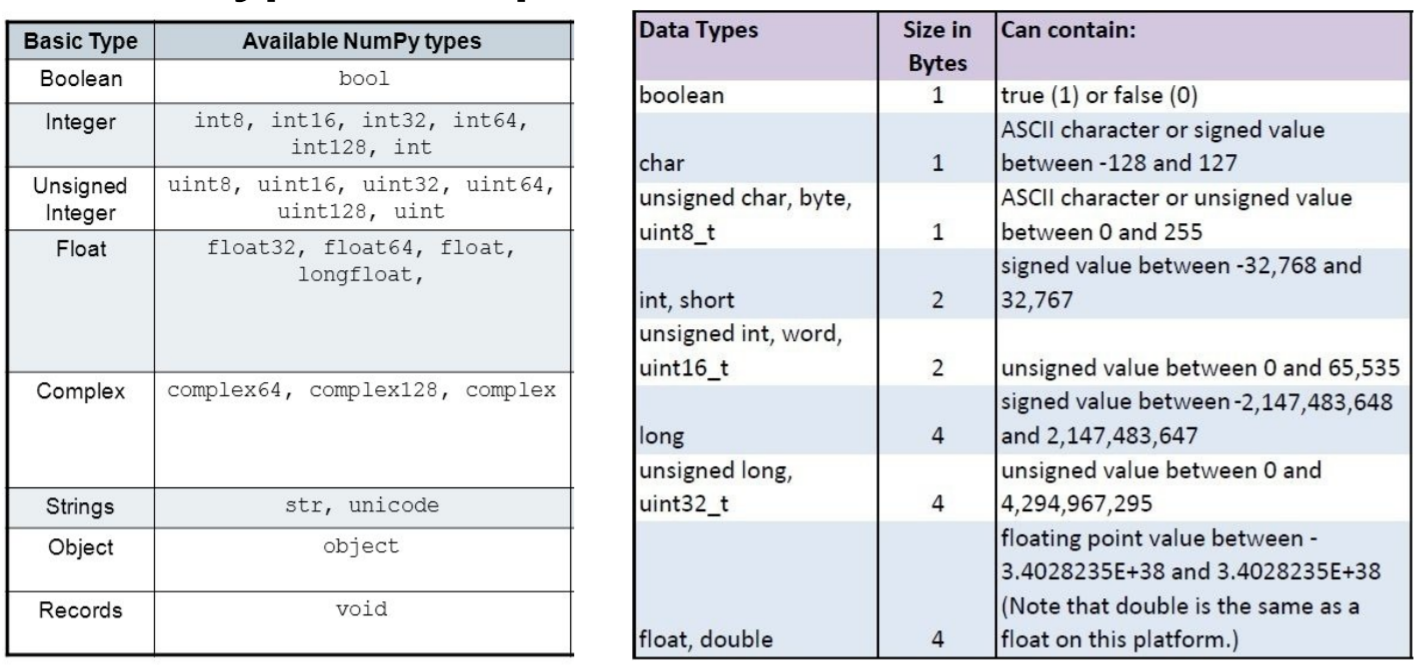 Basic Type Available NumPy types
Boolean bool
Integer int8, int16, int32, int64,
int128, int
Unsigned uint8, uint16, uint32, uint64,
Integer uint128, uint
Float float32, float64, float,
longfloat,
Complex complex64, complex128, complex
Strings str, unicode
Object object
Records void
Data Types Size in Can contain:
Bytes
boolean 1 true (1) or false (0)
ASCII character or signed value
char 1 between -128 and 127
unsigned char, byte, ASCII character or unsigned value
uint8_t 1 between 0 and 255
signed value between -32,768 and
int, short 2 32,767
unsigned int, word,
uint16_t 2 unsigned value between 0 and 65,535
signed value between -2,147,483,648
long 4 and 2,147,483,647
unsigned long, unsigned value between 0 and
uint32_t 4 4,294,967,295
floating point value between -
3.4028235E+38 and 3.4028235E+38
(Note that double is the same as a
float, double 4 float on this platform.)